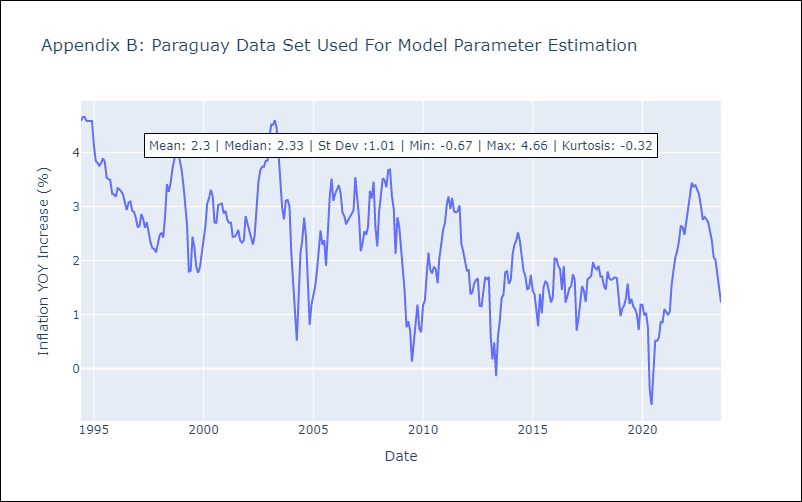 Appendix B: Paraguay Data Set Used For Model Parameter Estimation
Mean: 2.3 | Median: 2.33 | St Dev :1.01 | Min: -0.67 | Max: 4.66 | Kurtosis: -0.32
Inflation YOY Increase (%)
4
3
2
1
0
1995 2000 2005 2010 2015 2020
Date